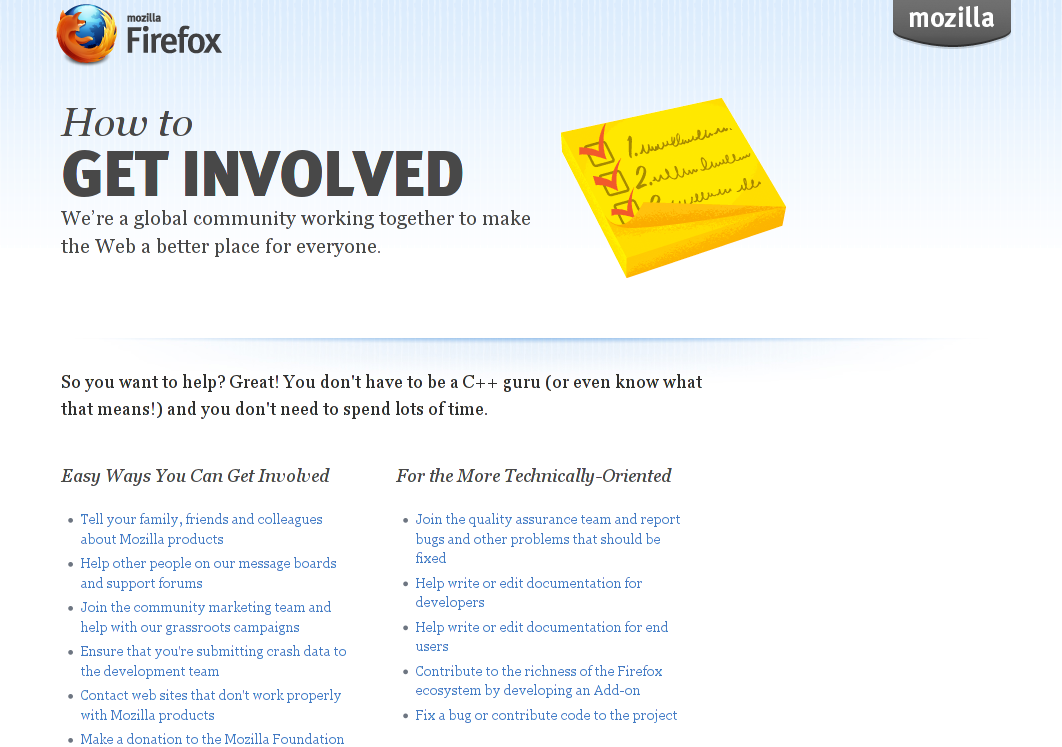 mozilla
Firefox
mozilla
How to
GET INVOLVED
We’re a global community working together to make
the Web a better place for everyone.
1.
2.
So you want to help? Great! You don't have to be a C++ guru (or even know what
that means!) and you don't need to spend lots of time.
Easy Ways You Can Get Involved
Tell your family, friends and colleagues
about Mozilla products
Help other people on our message boards
and support forums
Join the community marketing team and
help with our grassroots campaigns
Ensure that you're submitting crash data to
the development team
Contact web sites that don't work properly
with Mozilla products
Make a donation to the Mozilla Foundation
For the More Technically-Oriented
Join the quality assurance team and report
bugs and other problems that should be
fixed
Help write or edit documentation for
developers
Help write or edit documentation for end
users
Contribute to the richness of the Firefox
ecosystem by developing an Add-on
Fix a bug or contribute code to the project